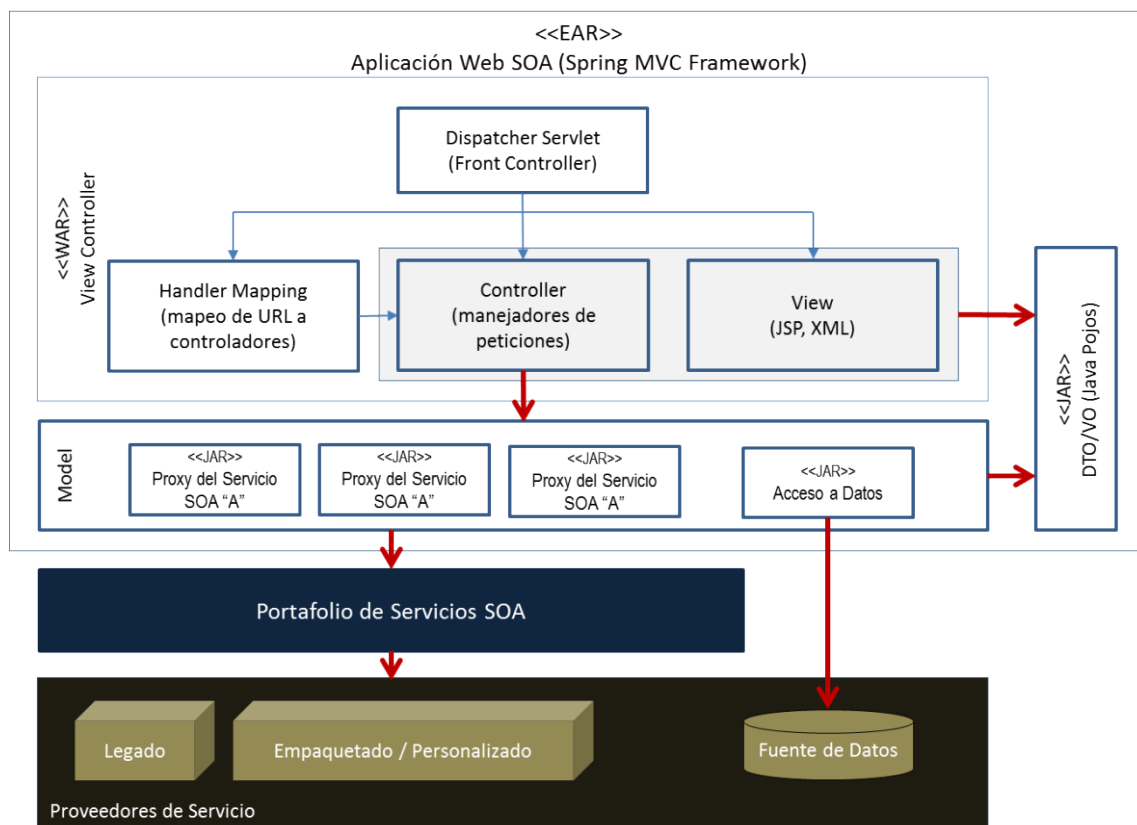 <<EAR>>
Aplicación Web SOA (Spring MVC Framework)
<<WAR>>
View Controller
Dispatcher Servlet
(Front Controller)
Handler Mapping
(mapeo de URL a
controladores)
Controller
(manejadores de
peticiones)
View
(JSP, XML)
<<JAR>>
DTO/VO (Java Pojos)
Model
<<JAR>>
Proxy del Servicio
SOA “A”
<<JAR>>
Proxy del Servicio
SOA “A”
<<JAR>>
Proxy del Servicio
SOA “A”
<<JAR>>
Acceso a Datos
Portafolio de Servicios SOA
Legado
Empaquetado / Personalizado
Fuente de Datos
Proveedores de Servicio